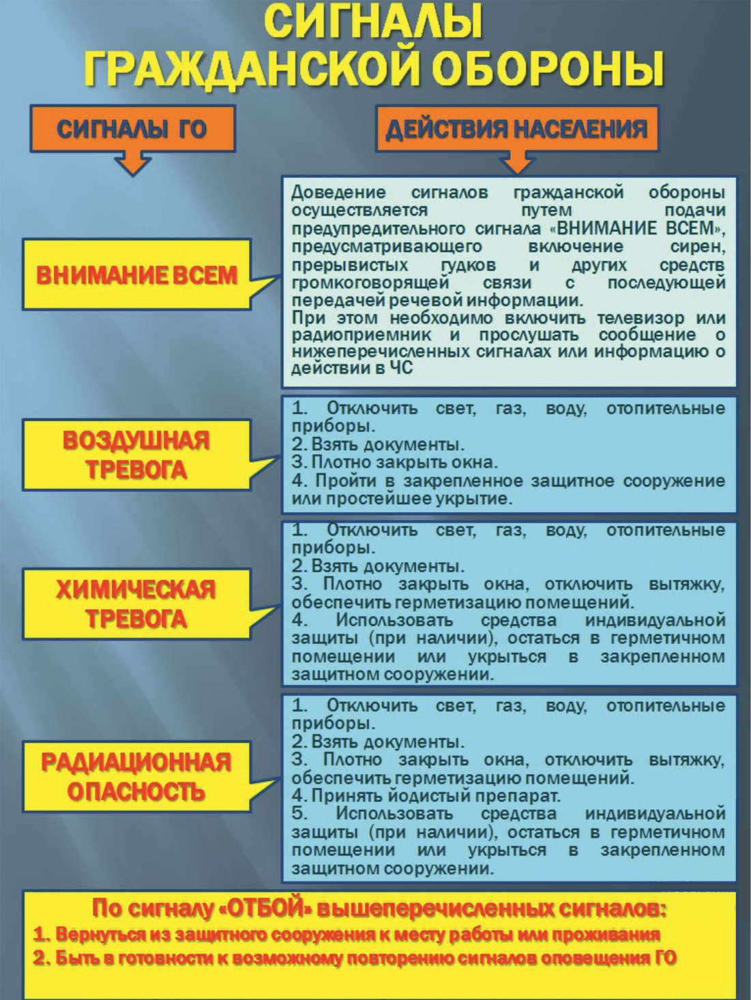 СИГНАЛЫ
ГРАЖДАНСКОЙ ОБОРОНЫ
СИГНАЛЫ ГО
ДЕЙСТВИЯ НАСЕЛЕНИЯ
ВНИМАНИЕ ВСЕМ
Доведение сигналов гражданской обороны
осуществляется путем подачи
предупредительного сигнала «ВНИМАНИЕ ВСЕМ»,
предусматривающего включение сирен,
прерывистых гудков и других средств
громкоговорящей связи с последующей
передачей речевой информации.
При этом необходимо включить телевизор или
радиоприемник и прослушать сообщение о
нижеперечисленных сигналах или информацию о
действии в ЧС
ВОЗДУШНАЯ
ТРЕВОГА
1. Отключить свет, газ, воду, отопительные
приборы.
2. Взять документы.
3. Плотно закрыть окна.
4. Пройти в закрепленное защитное сооружение
или простейшее укрытие.
ХИМИЧЕСКАЯ
ТРЕВОГА
1. Отключить свет, газ, воду, отопительные
приборы.
2. Взять документы.
3. Плотно закрыть окна, отключить вытяжку,
обеспечить герметизацию помещений.
4. Использовать средства индивидуальной
защиты (при наличии), остаться в герметичном
помещении или укрыться в закрепленном
защитном сооружении.
РАДИАЦИОННАЯ
ОПАСНОСТЬ
1. Отключить свет, газ, воду, отопительные
приборы.
2. Взять документы.
3. Плотно закрыть окна, отключить вытяжку,
обеспечить герметизацию помещений.
4. Принять йодистый препарат.
5. Использовать средства индивидуальной
защиты (при наличии), остаться в герметичном
помещении или укрыться в закрепленном
защитном сооружении.
По сигналу «ОТБОЙ» вышеперечисленных сигналов:
1. Вернуться из защитного сооружения к месту работы или проживания
2. Быть в готовности к возможному повторению сигналов оповещения ГО